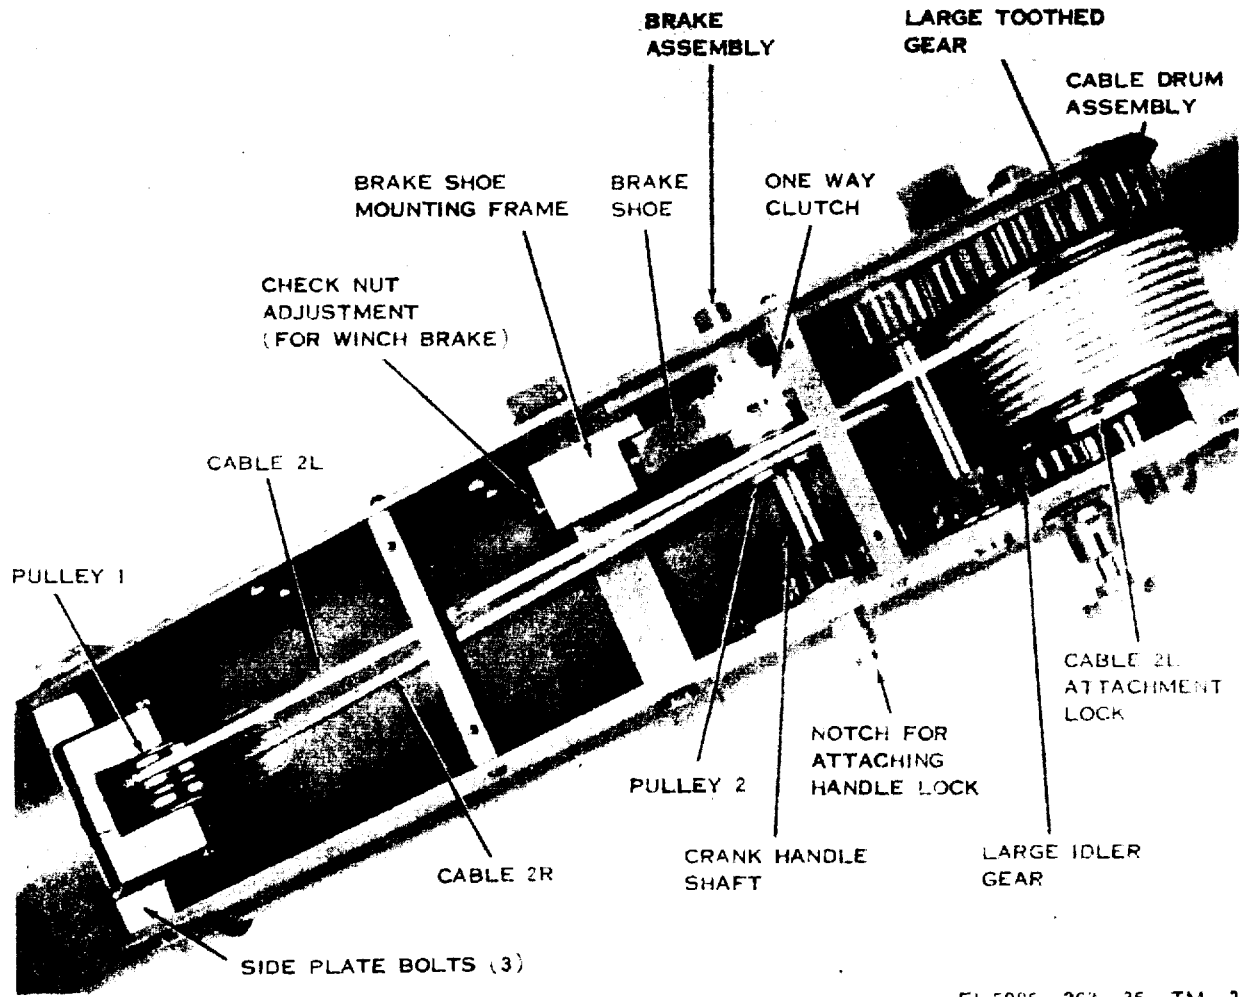 BRAKE
ASSEMBLY
LARGE TOOTHED
GEAR
CABLE DRUM
ASSEMBLY
BRAKE SHOE
MOUNTING FRAME
BRAKE
SHOE
ONE WAY
CLUTCH
CHECK NUT
ADJUSTMENT
(FOR WINCH BRAKE)
CABLE 2L
PULLEY 1
CABLE 2L
ATTACHMENT
LOCK
NOTCH FOR
ATTACHING
HANDLE LOCK
PULLEY 2
CRANK HANDLE
SHAFT
LARGE IDLER
GEAR
CABLE 2R
SIDE PLATE BOLTS (3)